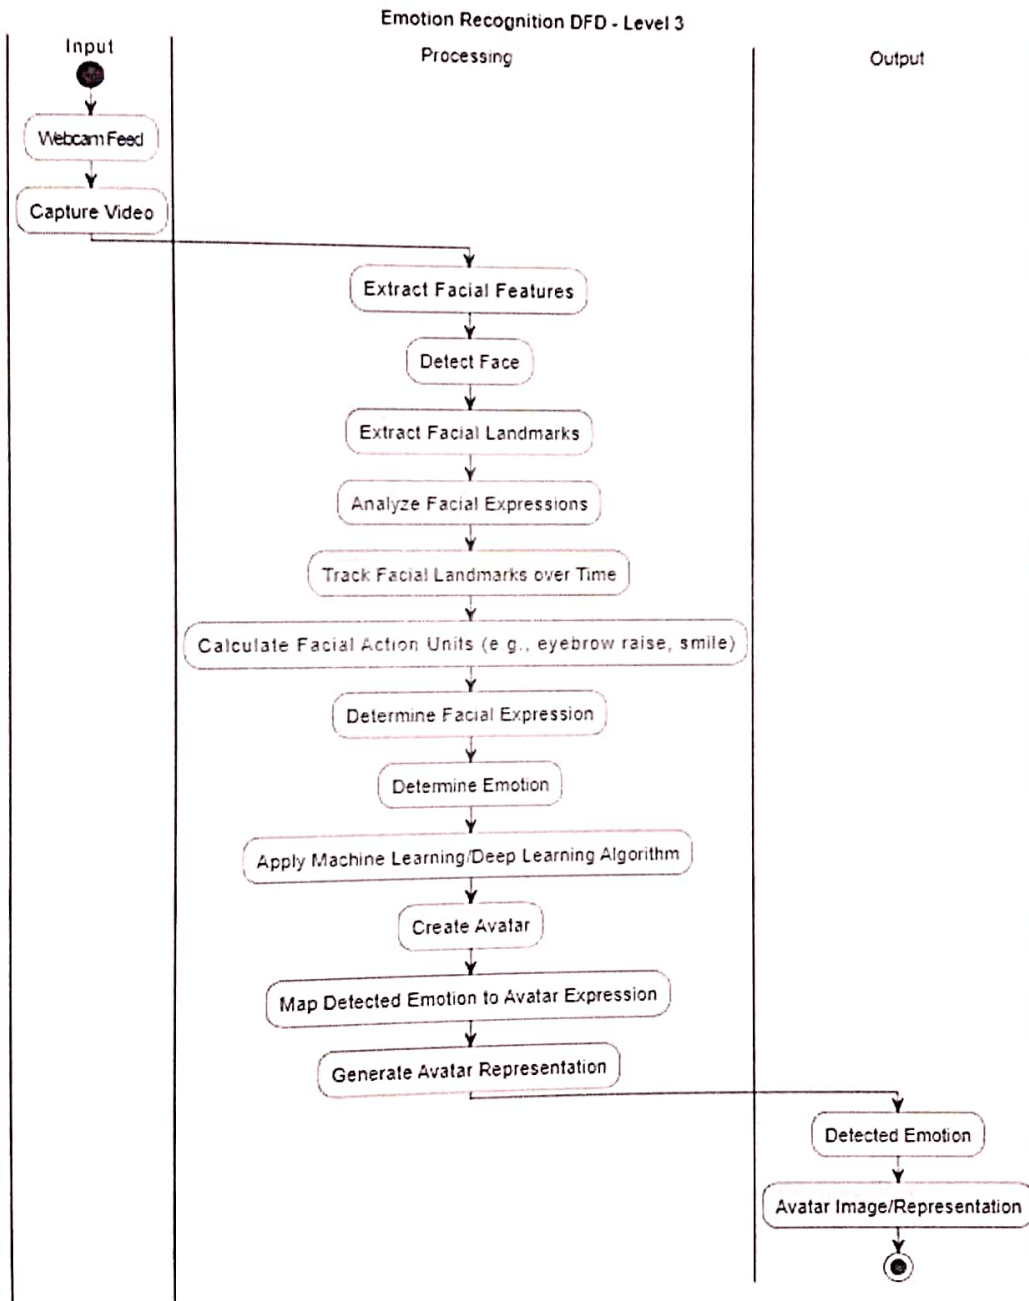 Emotion Recognition DFD - Level 3
Input
Processing
Output
Webcam Feed
Capture Video
Extract Facial Features
Detect Face
Extract Facial Landmarks
Analyze Facial Expressions
Track Facial Landmarks over Time
Calculate Facial Action Units (e.g., eyebrow raise, smile)
Determine Facial Expression
Determine Emotion
Apply Machine Learning/Deep Learning Algorithm
Create Avatar
Map Detected Emotion to Avatar Expression
Generate Avatar Representation
Detected Emotion
Avatar Image/Representation